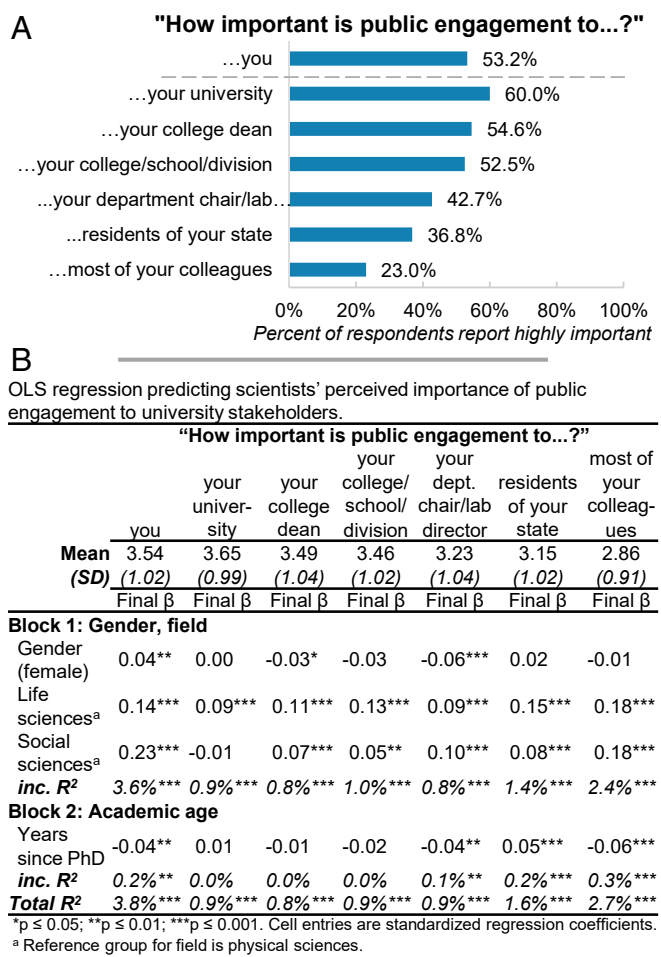 A
"How important is public engagement to...?"
…you 53.2%
…your university 60.0%
…your college dean 54.6%
…your college/school/division 52.5%
...your department chair/lab… 42.7%
...residents of your state 36.8%
…most of your colleagues 23.0%
0% 20% 40% 60% 80% 100%
Percent of respondents report highly important
B
OLS regression predicting scientists' perceived importance of public
engagement to university stakeholders.
"How important is public engagement to...?"
you
your
univer-
sity
your
college
dean
your
college/
school/
division
your
dept.
chair/lab
director
residents
of your
state
most of
your
colleag-
ues
Mean 3.54 3.65 3.49 3.46 3.23 3.15 2.86
(SD) (1.02) (0.99) (1.04) (1.02) (1.04) (1.02) (0.91)
Final β Final β Final β Final β Final β Final β Final β
Block 1: Gender, field
Gender
(female) 0.04** 0.00 -0.03* -0.03 -0.06*** 0.02 -0.01
Life
sciencesᵃ 0.14*** 0.09*** 0.11*** 0.13*** 0.09*** 0.15*** 0.18***
Social
sciencesᵃ 0.23*** -0.01 0.07*** 0.05** 0.10*** 0.08*** 0.18***
inc. R² 3.6%*** 0.9%*** 0.8%*** 1.0%*** 0.8%*** 1.4%*** 2.4%***
Block 2: Academic age
Years
since PhD -0.04** 0.01 -0.01 -0.02 -0.04** 0.05*** -0.06***
inc. R² 0.2%** 0.0% 0.0% 0.0% 0.1%** 0.2%*** 0.3%***
Total R² 3.8%*** 0.9%*** 0.8%*** 0.9%*** 0.9%*** 1.6%*** 2.7%***
*p ≤ 0.05; **p ≤ 0.01; ***p ≤ 0.001. Cell entries are standardized regression coefficients.
ᵃ Reference group for field is physical sciences.